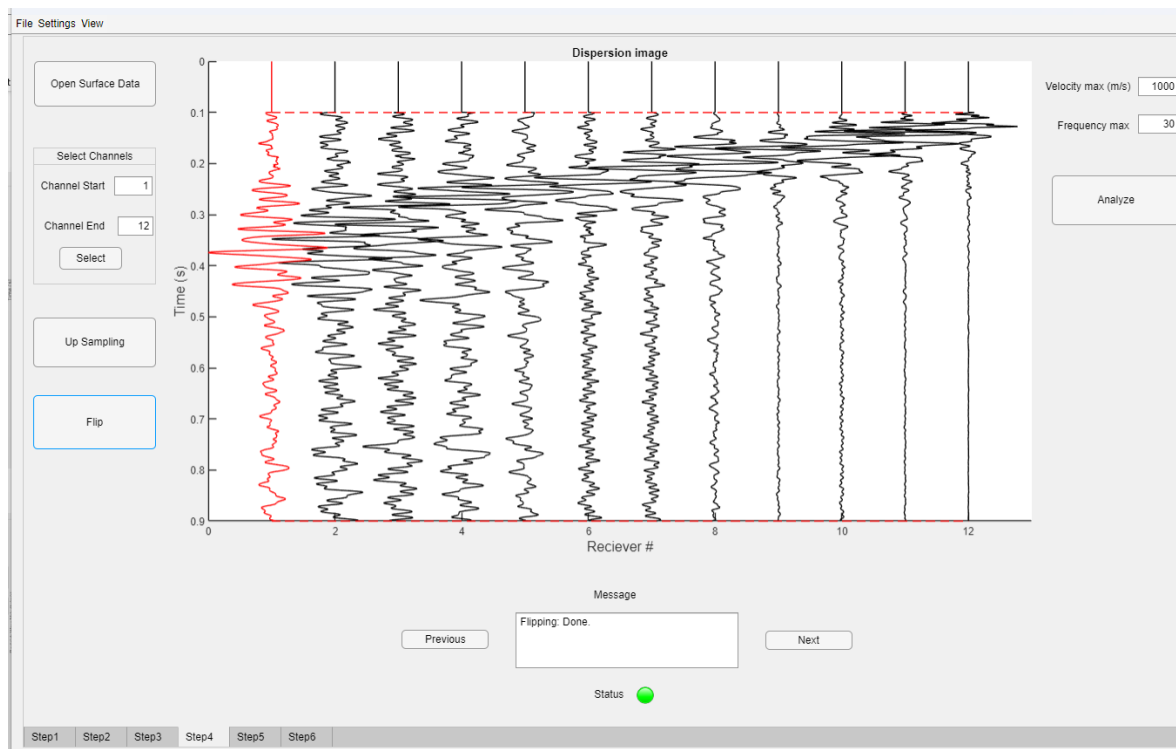 File Settings View
Open Surface Data
Select Channels
Channel Start 1
Channel End 12
Select
Up Sampling
Flip
Dispersion image
0
0.1
0.2
0.3
0.4
0.5
0.6
0.7
0.8
0.9
Time (s)
0 2 4 6 8 10 12
Reciever #
Velocity max (m/s) 1000
Frequency max 30
Analyze
Message
Previous
Flipping: Done.
Next
Status
Step1 Step2 Step3 Step4 Step5 Step6